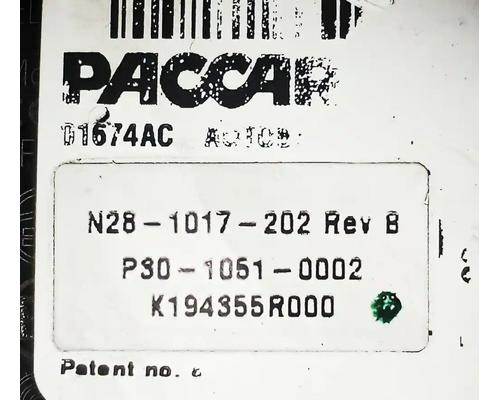 PACCAR
01674AC
N28-1017-202 Rev B
P30-1051-0002
K194355R000
Patent no.